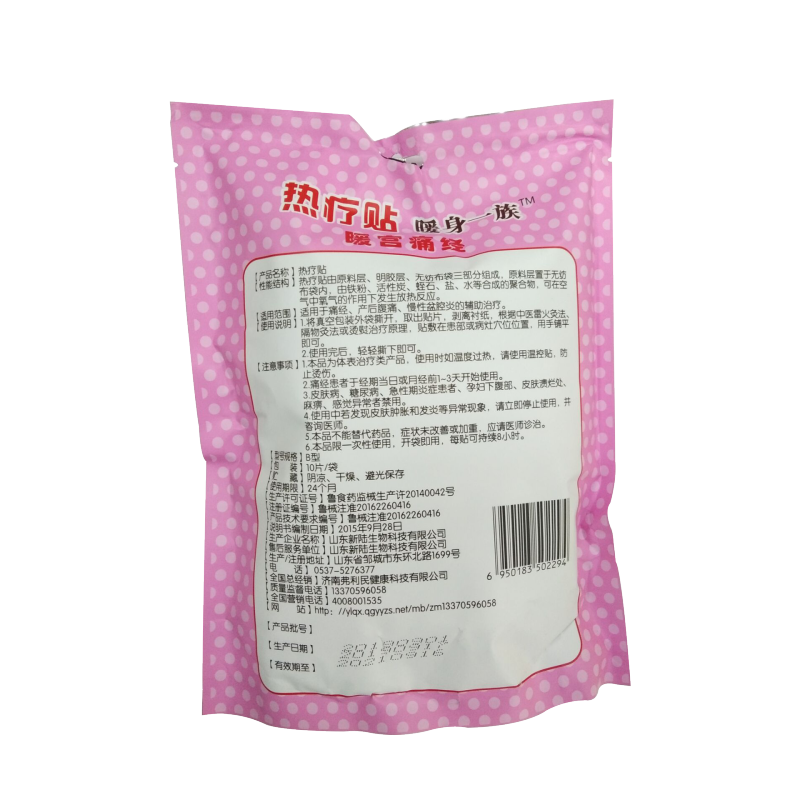 热疗贴 暖身一族™
暖宫痛经
【产品名称】热疗贴
【性能结构】热疗贴由原料层、明胶层、无纺布袋三部分组成，原料层置于无纺
布袋内，由铁粉、活性炭、蛭石、盐、水等合成的聚合物，可在空
气中氧气的作用下发生放热反应。
【适用范围】适用于痛经、产后腹痛、慢性盆腔炎的辅助治疗。
【使用说明】1.将真空包装外袋撕开，取出贴片，剥离衬纸，根据中医雷火灸法、
隔物灸法或烫熨治疗原理，贴敷在患部或病灶穴位位置，用手铺平
即可。
2.使用完后，轻轻撕下即可。
【注意事项】1.本品为体表治疗类产品，使用时如温度过热，请使用温控贴，防
止烫伤。
2.痛经患者于经期当日或月经前1-3天开始使用。
3.皮肤病、糖尿病、急性期炎症患者、孕妇下腹部、皮肤溃烂处、
麻痹、感觉异常者禁用。
4.使用中若发现皮肤肿胀和发炎等异常现象，请立即停止使用，并
咨询医师。
5.本品不能替代药品，症状未改善或加重，应请医师诊治。
6.本品限一次性使用，开袋即用，每贴可持续8小时。
【型号规格】B型
【包 装】10片/袋
【贮 藏】阴凉、干燥、避光保存
【使用期限】24个月
【生产许可证号】鲁食药监械生产许20140042号
【注册证编号】鲁械注准20162260416
【产品技术要求编号】鲁械注准20162260416
【说明书编制日期】2015年9月28日
【生产企业名称】山东新陆生物科技有限公司
【售后服务单位】山东新陆生物科技有限公司
【生产/注册地址】山东省邹城市东环北路1699号
【电 话】0537-5276377
【全国总经销】济南弗利民健康科技有限公司
【质量监督电话】13370596058
【全国营销电话】4008001535
【网 站】http：//ylqx.qgyyzs.net/mb/zm13370596058
6 950183 502294
【产品批号】
【生产日期】
【有效期至】20210916